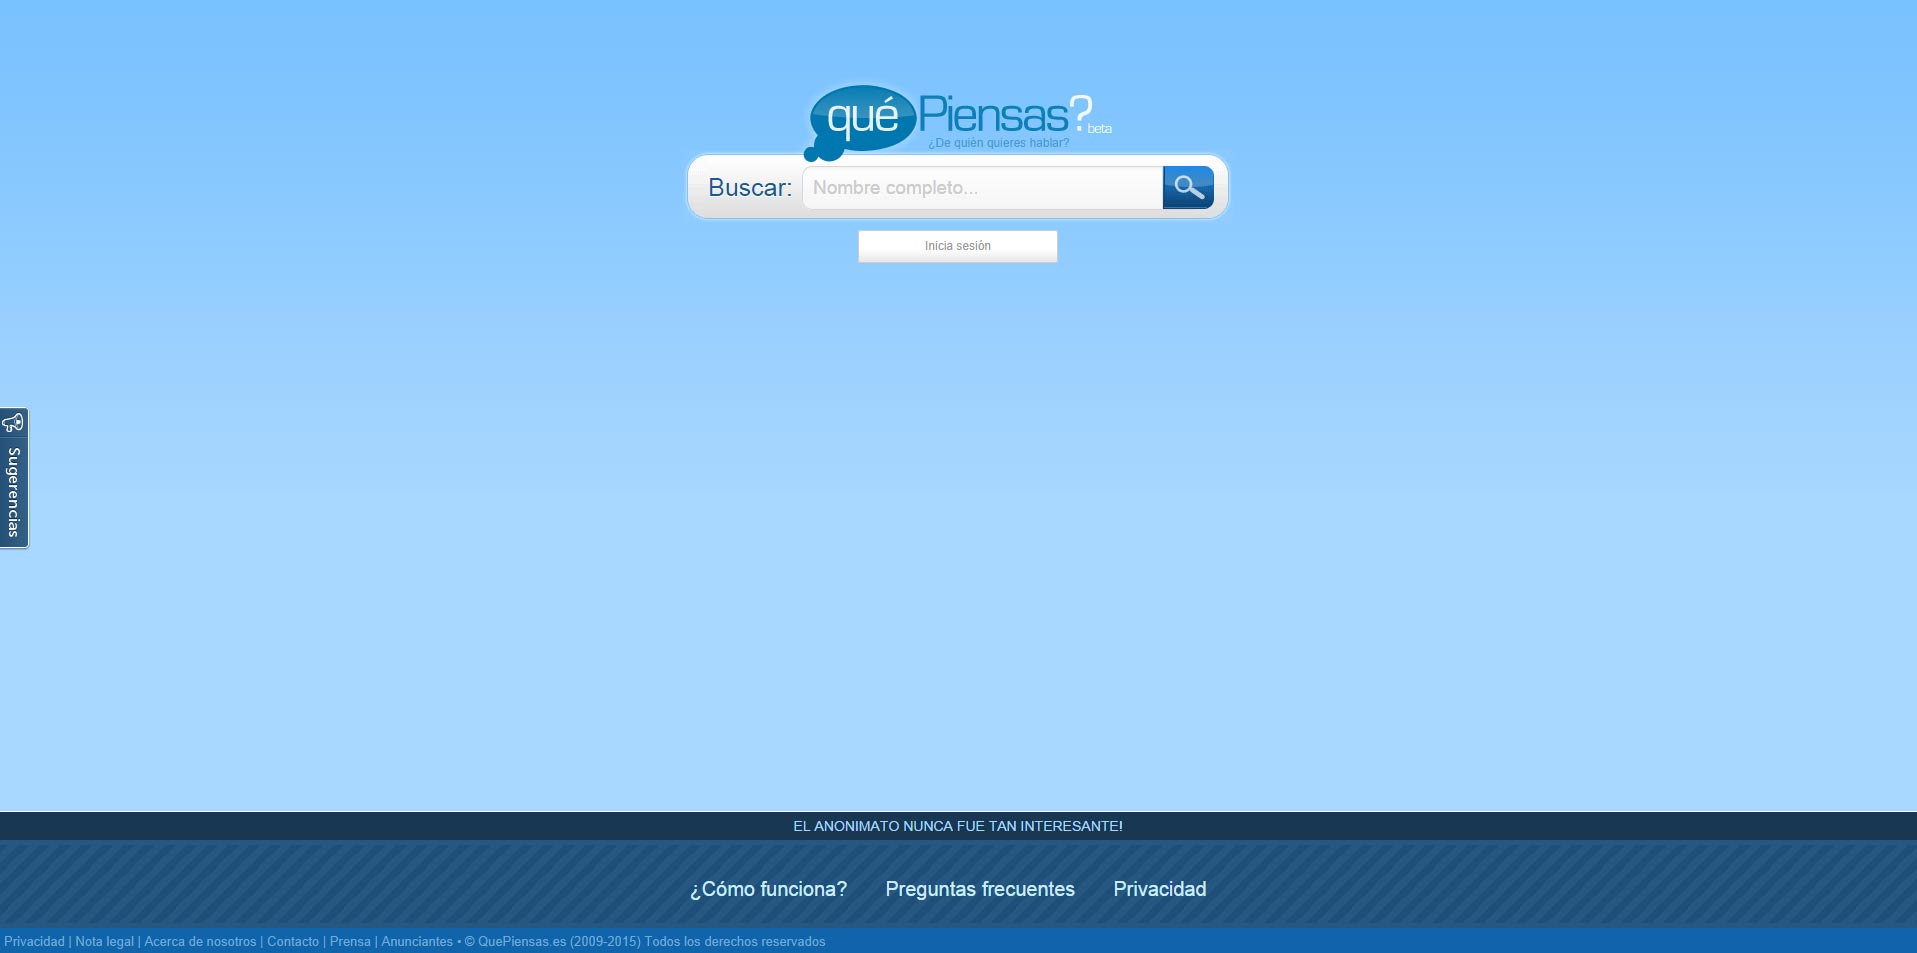 qué Piensas? beta
¿De quién quieres hablar?
Buscar: Nombre completo...
Inicia sesión
Sugerencias
EL ANONIMATO NUNCA FUE TAN INTERESANTE!
¿Cómo funciona? Preguntas frecuentes Privacidad
Privacidad | Nota legal | Acerca de nosotros | Contacto | Prensa | Anunciantes • © QuePiensas.es (2009-2015) Todos los derechos reservados